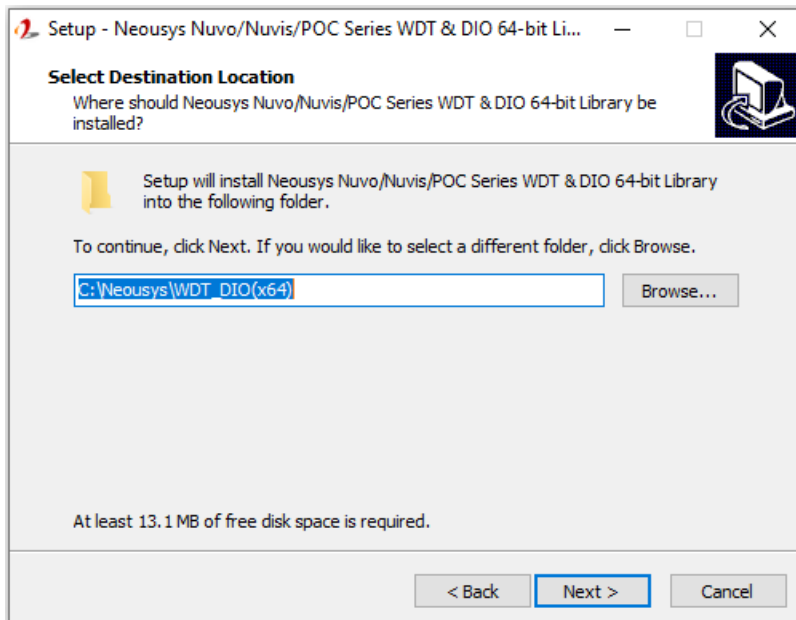 Setup - Neousys Nuvo/Nuvis/POC Series WDT & DIO 64-bit Li...
Select Destination Location
Where should Neousys Nuvo/Nuvis/POC Series WDT & DIO 64-bit Library be
installed?
Setup will install Neousys Nuvo/Nuvis/POC Series WDT & DIO 64-bit Library
into the following folder.
To continue, click Next. If you would like to select a different folder, click Browse.
C:\Neousys\WDT_DIO(x64)
Browse...
At least 13.1 MB of free disk space is required.
< Back
Next >
Cancel